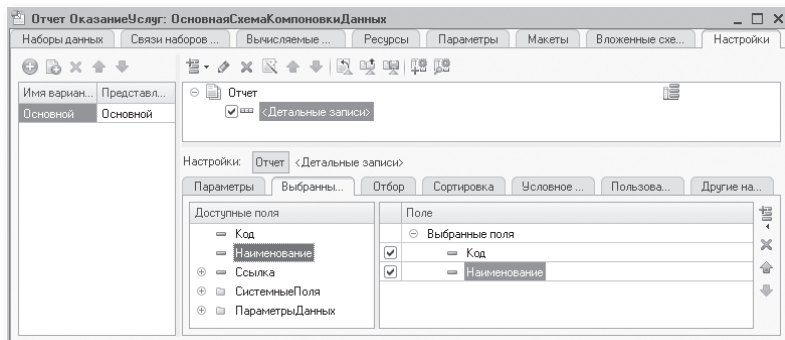 Отчет ОказаниеУслуг: ОсновнаяСхемаКомпоновкиДанных
Наборы данных Связи наборов ... Вычисляемые ... Ресурсы Параметры Макеты Вложенные схе... Настройки
Имя вариан... Представл...
Основной Основной
Отчет
<Детальные записи>
Настройки: Отчет <Детальные записи>
Параметры Выбранны... Отбор Сортировка Условное ... Пользова... Другие на...
Доступные поля
Код
Наименование
Ссылка
СистемныеПоля
ПараметрыДанных
Поле
Выбранные поля
Код
Наименование